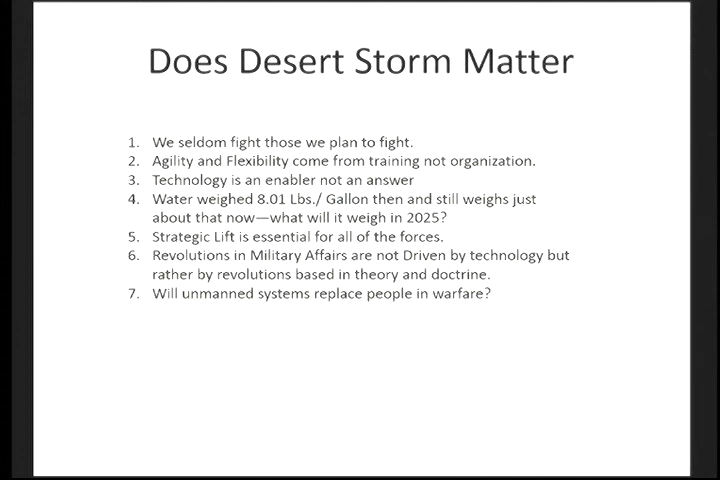 Does Desert Storm Matter
1. We seldom fight those we plan to fight.
2. Agility and Flexibility come from training not organization.
3. Technology is an enabler not an answer
4. Water weighed 8.01 Lbs./ Gallon then and still weighs just
about that now—what will it weigh in 2025?
5. Strategic Lift is essential for all of the forces.
6. Revolutions in Military Affairs are not Driven by technology but
rather by revolutions based in theory and doctrine.
7. Will unmanned systems replace people in warfare?